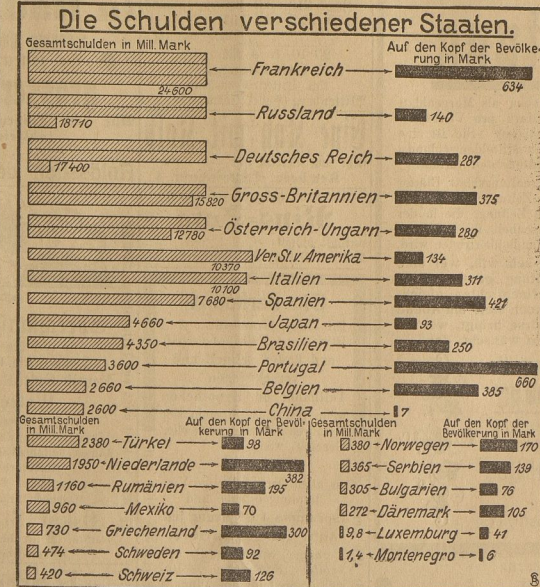 Die Schulden verschiedener Staaten.
Gesamtschulden in Mill. Mark
Auf den Kopf der Bevölke-
rung in Mark
24600 Frankreich 634
18710 Russland 140
17400 Deutsches Reich 287
15820 Gross-Britannien 375
12780 Österreich-Ungarn 280
10370 Ver. St. v. Amerika 134
10100 Italien 311
7680 Spanien 421
4660 Japan 93
4350 Brasilien 250
3600 Portugal 660
2660 Belgien 385
2600 China 7
Gesamtschulden
in Mill. Mark
Auf den Kopf der Bevöl-
kerung in Mark
2380 Türkei 98
1950 Niederlande 382
1160 Rumänien 195
960 Mexiko 70
730 Griechenland 300
474 Schweden 92
420 Schweiz 126
Gesamtschulden
in Mill. Mark
Auf den Kopf der
Bevölkerung in Mark
380 Norwegen 170
365 Serbien 139
305 Bulgarien 76
272 Dänemark 105
9,8 Luxemburg 41
1,4 Montenegro 6